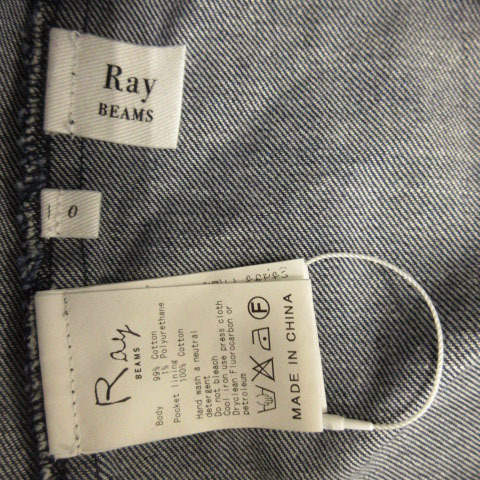 Ray
BEAMS
0
Ray
BEAMS
Body 99% Cotton
1% Polyurethane
Pocket lining
100% Cotton
Hand wash a neutral
detergent
Do not bleach
Cool iron use press cloth
Dryclean Fluorocarbon or
petroleum
F
MADE IN CHINA